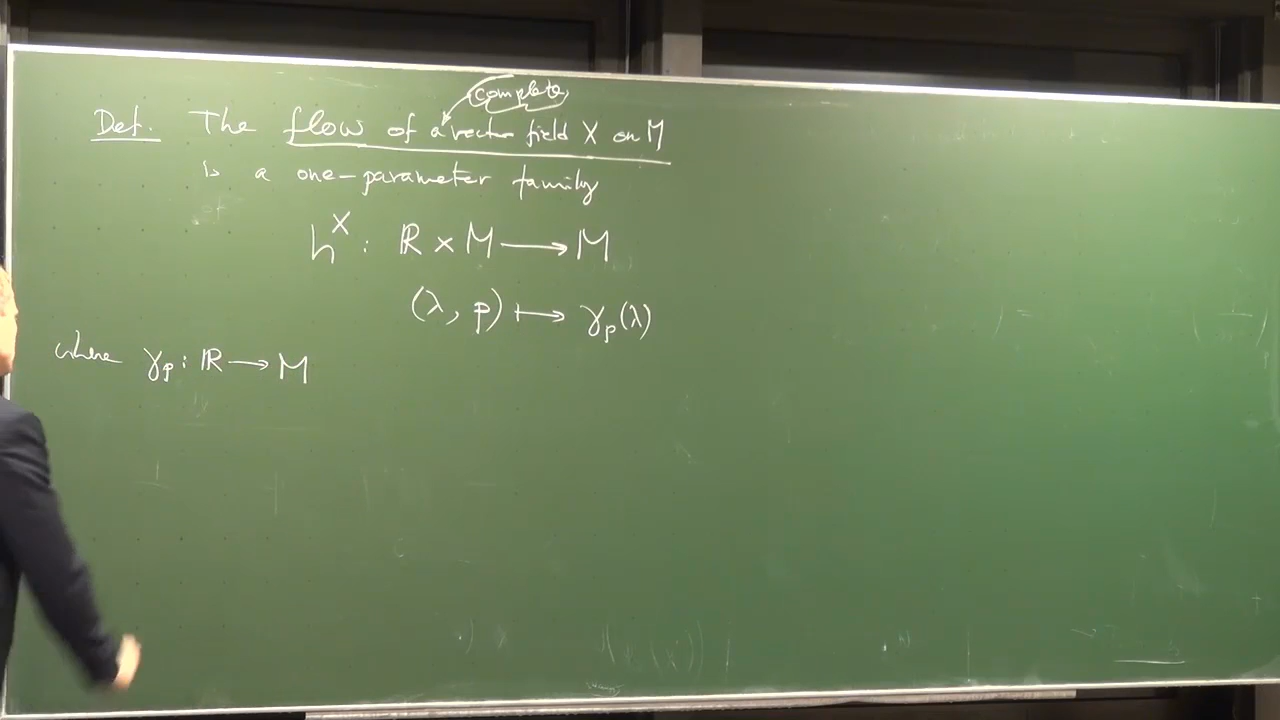 complete
Def. The flow of a vector field X on M
is a one-parameter family
h^X : ℝ × M ⟶ M
(λ, p) ⟼ γ_p(λ)
where γ_p : ℝ ⟶ M